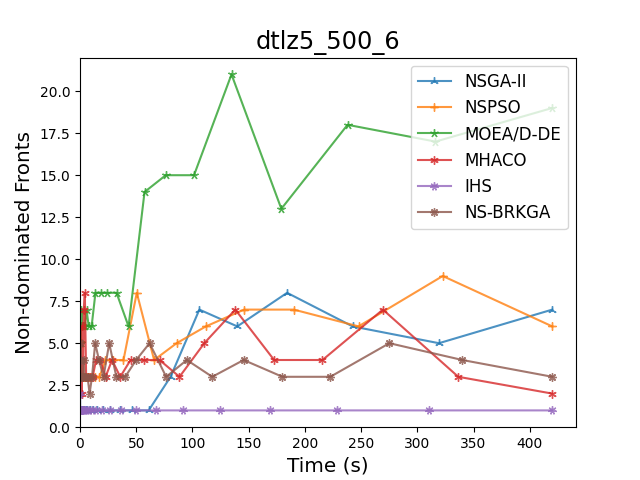 dtlz5_500_6
Non-dominated Fronts
20.0
17.5
15.0
12.5
10.0
7.5
5.0
2.5
0.0
NSGA-II
NSPSO
MOEA/D-DE
MHACO
IHS
NS-BRKGA
0 50 100 150 200 250 300 350 400
Time (s)